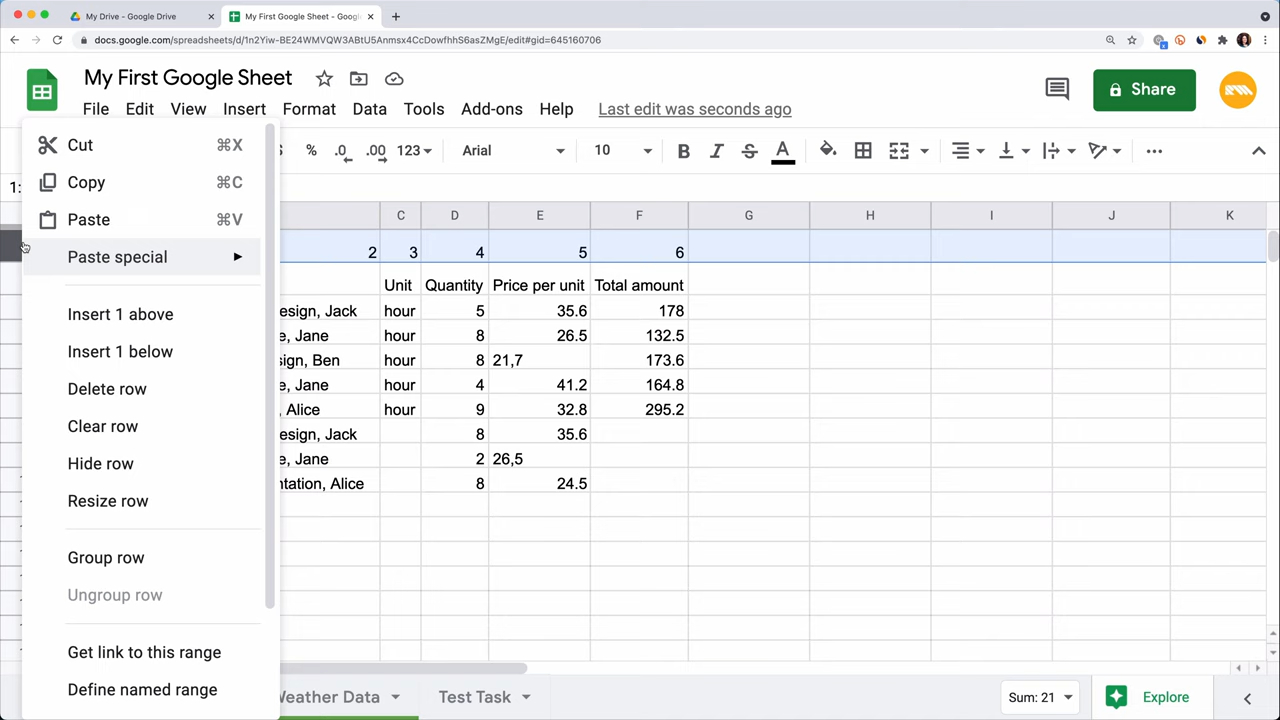 My Drive - Google Drive
My First Google Sheet - Goog
docs.google.com/spreadsheets/d/1n2Yiw-BE24WMVQW3ABtU5Anmsx4CcDowfhhS6asZMgE/edit#gid=645160706
My First Google Sheet
File Edit View Insert Format Data Tools Add-ons Help Last edit was seconds ago
Share
% .0 .00 123 Arial 10 B I S A
1:
Cut ⌘X
Copy ⌘C
Paste ⌘V
Paste special
Insert 1 above
Insert 1 below
Delete row
Clear row
Hide row
Resize row
Group row
Ungroup row
Get link to this range
Define named range
C D E F G H I J K
2 3 4 5 6
Unit Quantity Price per unit Total amount
esign, Jack hour 5 35.6 178
e, Jane hour 8 26.5 132.5
sign, Ben hour 8 21,7 173.6
e, Jane hour 4 41.2 164.8
, Alice hour 9 32.8 295.2
esign, Jack 8 35.6
e, Jane 2 26,5
ntation, Alice 8 24.5
Weather Data Test Task Sum: 21 Explore